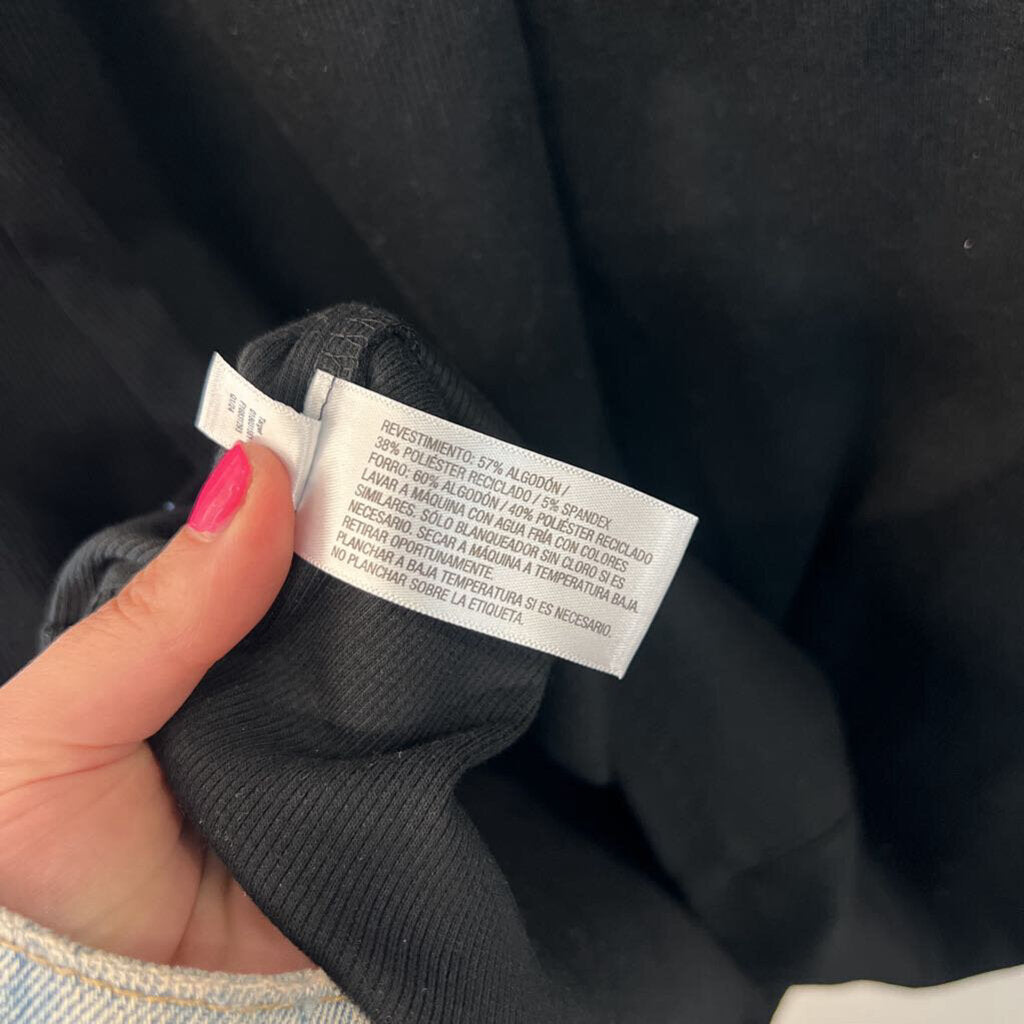 REVESTIMIENTO: 57% ALGODÓN /
38% POLIÉSTER RECICLADO / 5% SPANDEX
FORRO: 60% ALGODÓN / 40% POLIÉSTER RECICLADO
LAVAR Á MÁQUINA CON AGUA FRÍA CON COLORES
SIMILARES. SÓLO BLANQUEADOR SIN CLORO SI ES
NECESARIO. SECAR Á MÁQUINA A TEMPERATURA BAJA.
RETIRAR OPORTUNAMENTE.
PLANCHAR A BAJA TEMPERATURA SI ES NECESARIO.
NO PLANCHAR SOBRE LA ETIQUETA.
01/24